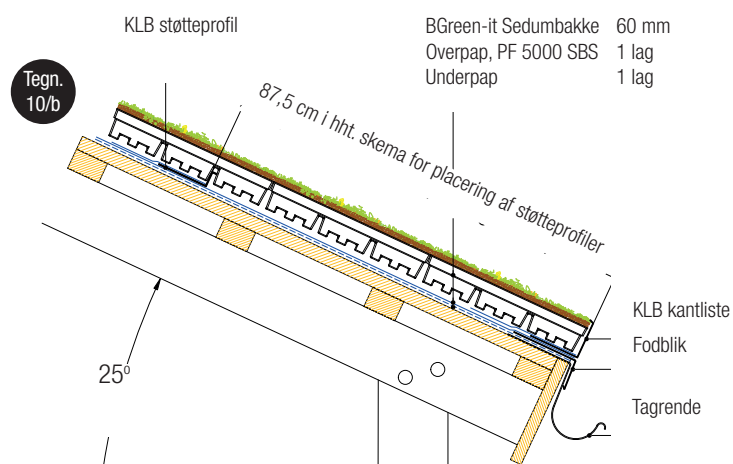 KLB støtteprofil
BGreen-it Sedumbakke 60 mm
Overpap, PF 5000 SBS 1 lag
Underpap 1 lag
Tegn.
10/b
87,5 cm i hht. skema for placering af støtteprofiler
KLB kantliste
Fodblik
25⁰
Tagrende